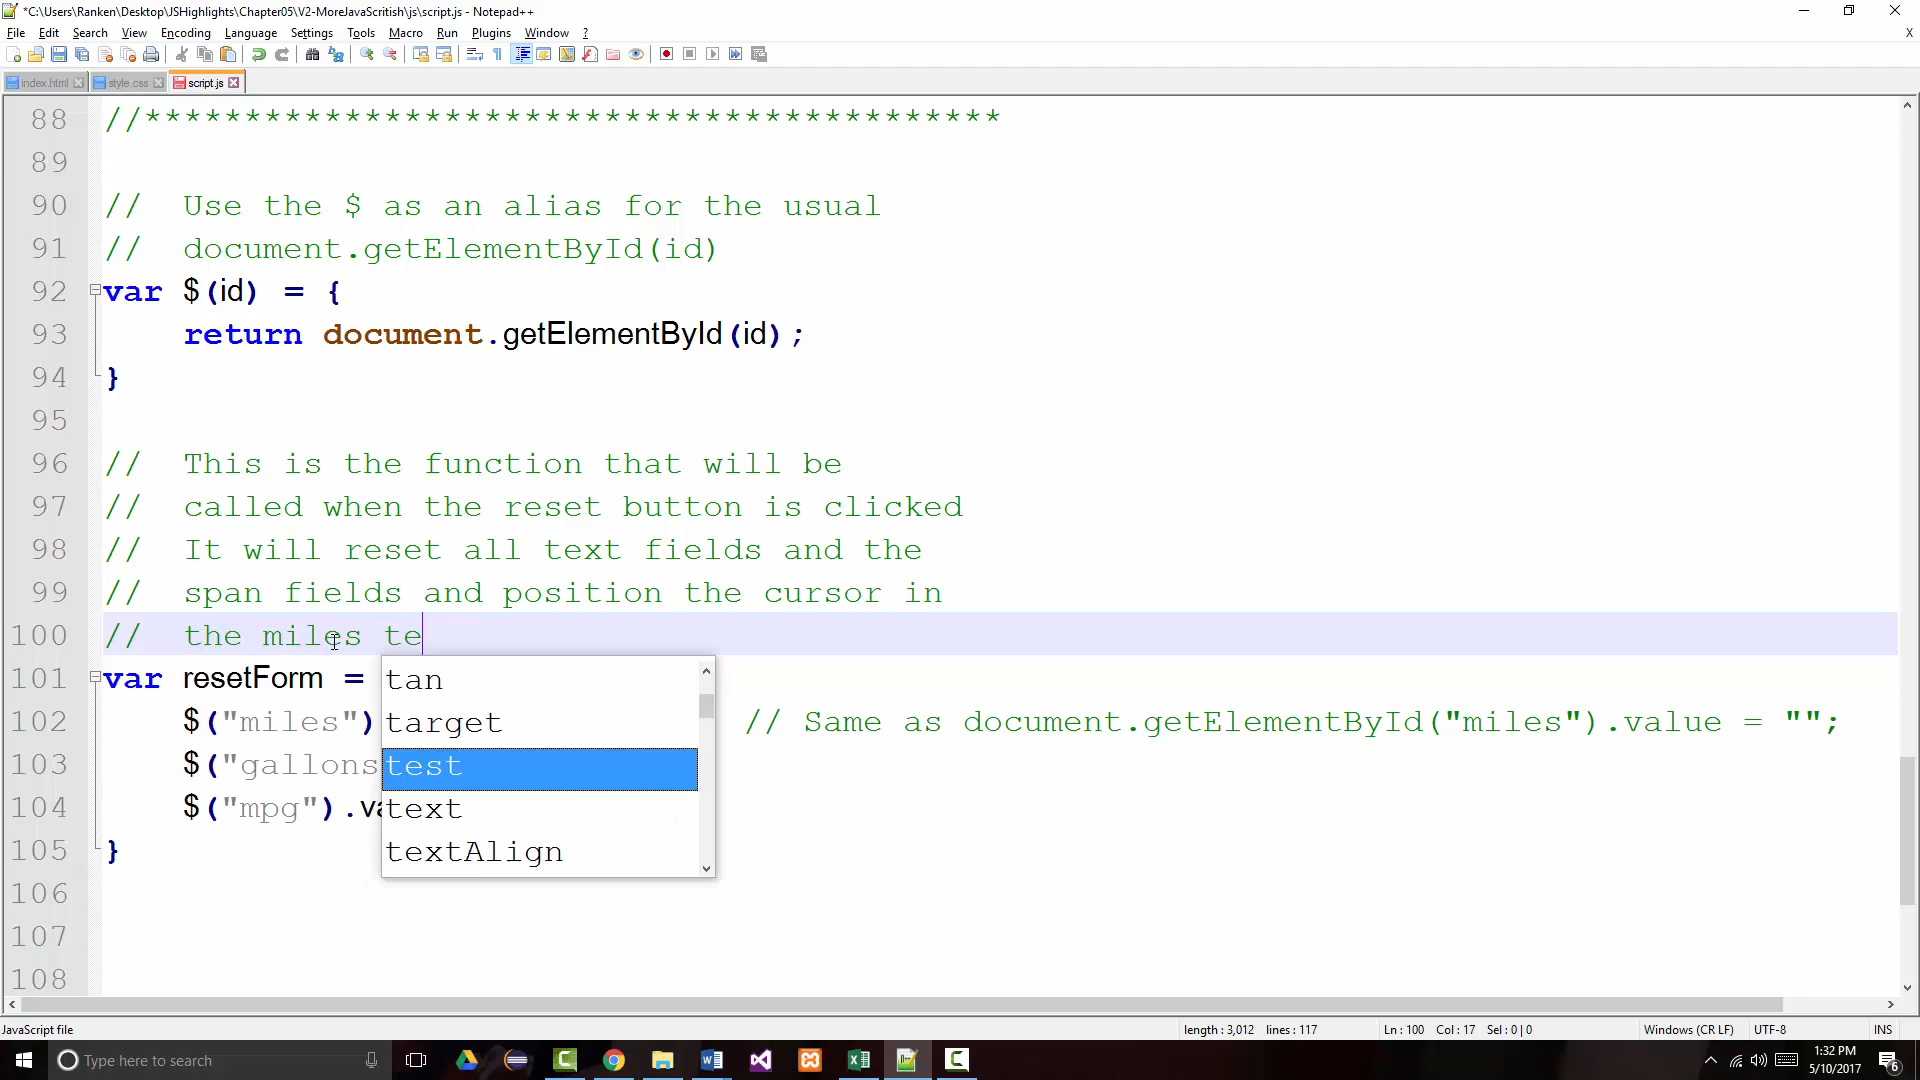 *C:\Users\Ranken\Desktop\JSHighlights\Chapter05\V2-MoreJavaScritish\js\script.js - Notepad++
File Edit Search View Encoding Language Settings Tools Macro Run Plugins Window ? X
index.html style.css script.js
88 //*******************************************
89
90 //  Use the $ as an alias for the usual
91 //  document.getElementById(id)
92 var $(id) = {
93 return document.getElementById(id);
94 }
95
96 //  This is the function that will be
97 //  called when the reset button is clicked
98 //  It will reset all text fields and the
99 //  span fields and position the cursor in
100 //  the miles te
101 var resetForm =
102 $("miles") // Same as document.getElementById("miles").value = "";
103 $("gallons
104 $("mpg").va
105 }
106
107
108
tan
target
test
text
textAlign
JavaScript file length : 3,012 lines : 117 Ln : 100 Col : 17 Sel : 0 | 0 Windows (CR LF) UTF-8 INS
Type here to search 1:32 PM
5/10/2017 6